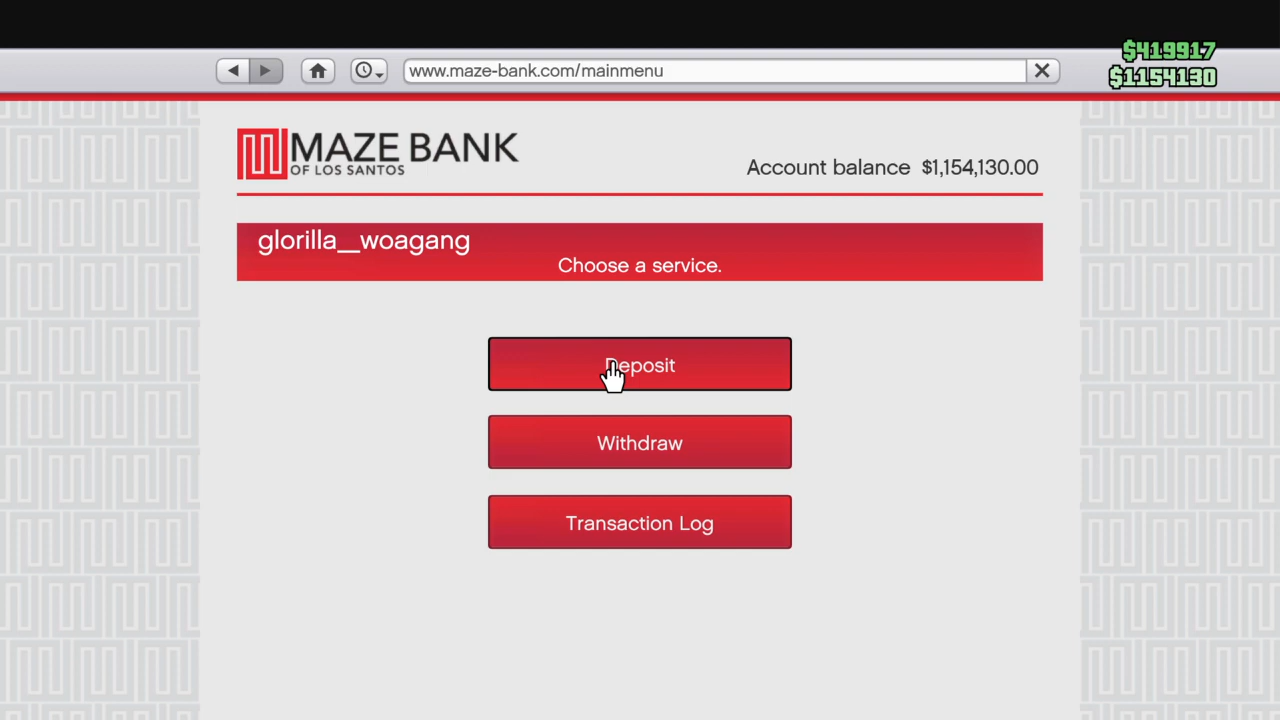 $419917
www.maze-bank.com/mainmenu
$1154130
MAZE BANK
OF LOS SANTOS
Account balance $1,154,130.00
glorilla__woagang
Choose a service.
Deposit
Withdraw
Transaction Log